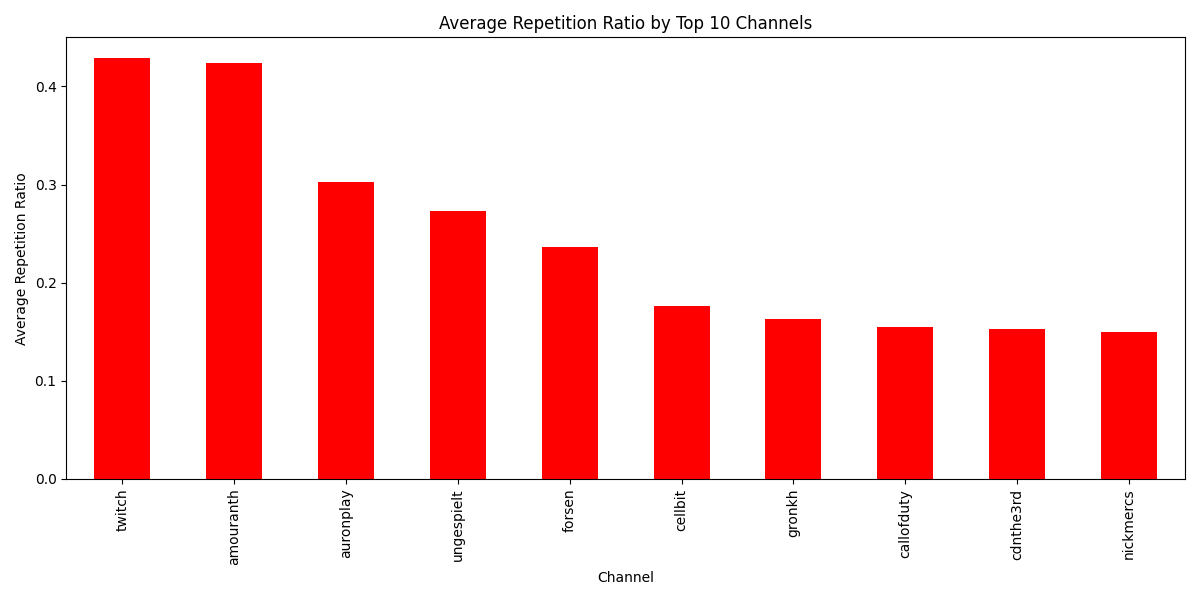 Average Repetition Ratio by Top 10 Channels
Average Repetition Ratio
0.4
0.3
0.2
0.1
0.0
twitch
amouranth
auronplay
ungespielt
forsen
cellbit
gronkh
callofduty
cdnthe3rd
nickmercs
Channel